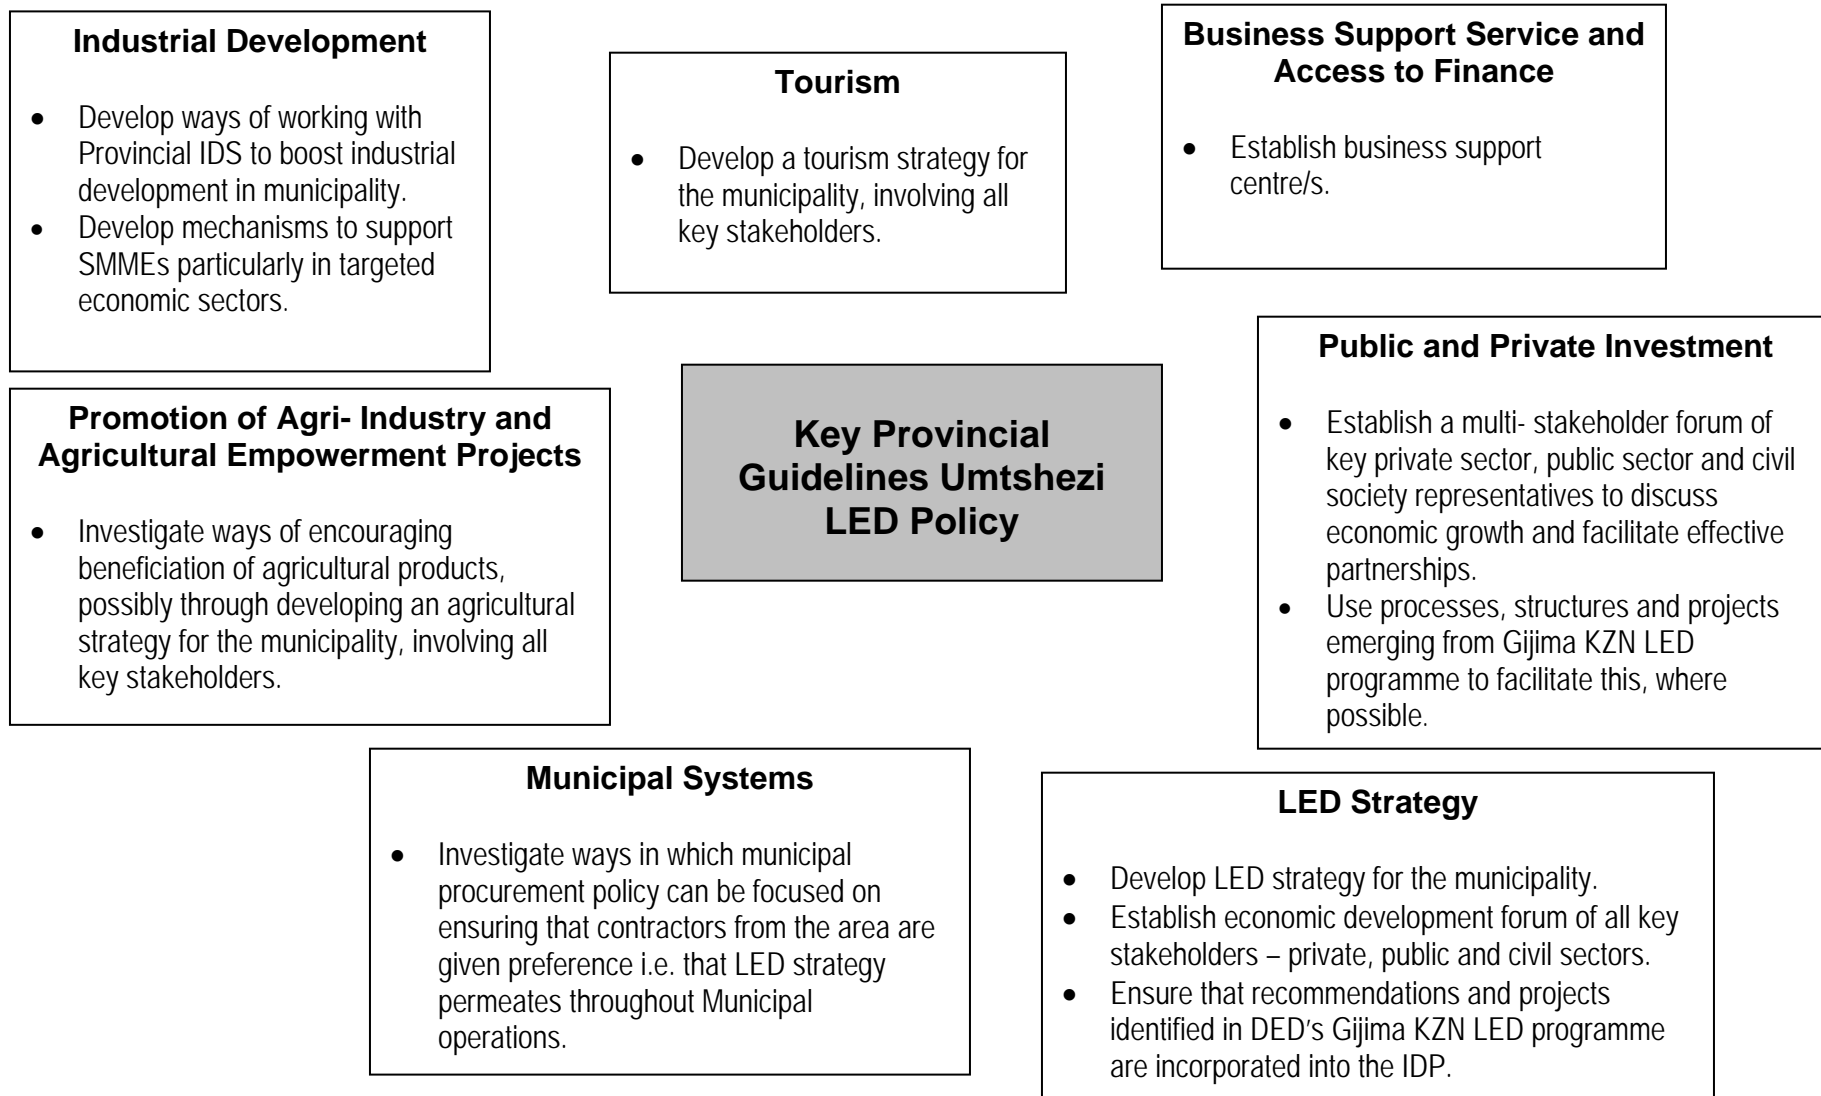 Industrial Development
• Develop ways of working with
Provincial IDS to boost industrial
development in municipality.
• Develop mechanisms to support
SMMEs particularly in targeted
economic sectors.
Tourism
• Develop a tourism strategy for
the municipality, involving all
key stakeholders.
Business Support Service and
Access to Finance
• Establish business support
centre/s.
Promotion of Agri- Industry and
Agricultural Empowerment Projects
• Investigate ways of encouraging
beneficiation of agricultural products,
possibly through developing an agricultural
strategy for the municipality, involving all
key stakeholders.
Key Provincial
Guidelines Umtshezi
LED Policy
Public and Private Investment
• Establish a multi- stakeholder forum of
key private sector, public sector and civil
society representatives to discuss
economic growth and facilitate effective
partnerships.
• Use processes, structures and projects
emerging from Gijima KZN LED
programme to facilitate this, where
possible.
Municipal Systems
• Investigate ways in which municipal
procurement policy can be focused on
ensuring that contractors from the area are
given preference i.e. that LED strategy
permeates throughout Municipal
operations.
LED Strategy
• Develop LED strategy for the municipality.
• Establish economic development forum of all key
stakeholders – private, public and civil sectors.
• Ensure that recommendations and projects
identified in DED's Gijima KZN LED programme
are incorporated into the IDP.